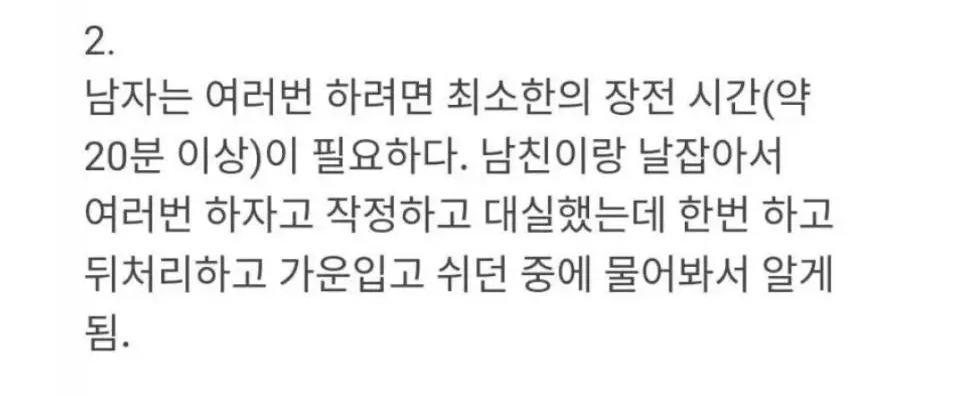 2.
남자는 여러번 하려면 최소한의 장전 시간(약
20분 이상)이 필요하다. 남친이랑 날잡아서
여러번 하자고 작정하고 대실했는데 한번 하고
뒤처리하고 가운입고 쉬던 중에 물어봐서 알게
됨.